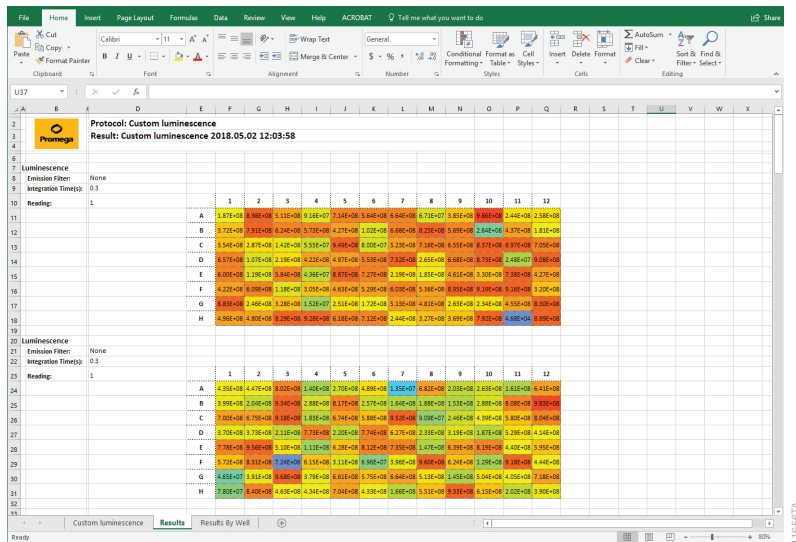 File Home Insert Page Layout Formulas Data Review View Help ACROBAT Tell me what you want to do Share
Cut
Copy
Format Painter
Paste
Calibri 11
Wrap Text
Merge & Center
General
Conditional Formatting
Format as Table
Cell Styles
Insert Delete Format
AutoSum
Fill
Clear
Sort & Filter
Find & Select
Clipboard Font Alignment Number Styles Cells Editing
U37 fx
A B D E F G H I J K L M N O P Q R S T U V W X
Promega
Protocol: Custom luminescence
Result: Custom luminescence 2018.05.02 12:03:58
Luminescence
Emission Filter: None
Integration Time(s): 0.3
Reading: 1
1 2 3 4 5 6 7 8 9 10 11 12
A 1.87E+08 8.98E+08 5.11E+08 9.16E+07 7.14E+08 5.64E+08 6.64E+08 6.71E+07 3.85E+08 9.86E+08 2.44E+08 2.58E+08
B 3.72E+08 7.91E+08 6.24E+08 5.73E+08 4.27E+08 1.02E+08 6.68E+08 8.25E+08 5.69E+08 2.64E+08 4.37E+08 1.81E+08
C 3.54E+08 2.87E+08 1.42E+08 5.55E+07 9.49E+08 8.00E+07 5.23E+08 7.16E+08 6.55E+08 8.37E+08 8.97E+08 7.05E+08
D 6.57E+08 1.07E+08 2.19E+08 4.22E+08 4.97E+08 5.53E+08 7.52E+08 2.65E+08 6.68E+08 8.73E+08 2.48E+07 9.08E+08
E 6.00E+08 1.19E+08 5.84E+08 4.36E+07 8.87E+08 7.27E+08 2.19E+08 1.85E+08 4.61E+08 3.00E+08 7.38E+08 4.27E+08
F 4.22E+08 6.09E+08 1.18E+08 3.05E+08 4.63E+08 5.29E+08 6.03E+08 5.36E+08 8.95E+08 9.19E+08 9.16E+08 3.20E+08
G 8.83E+08 2.46E+08 3.28E+08 1.52E+07 2.51E+08 1.72E+08 5.13E+08 4.81E+08 2.63E+08 2.34E+08 4.55E+08 8.30E+08
H 4.96E+08 4.80E+08 8.29E+08 9.28E+08 6.18E+08 7.12E+08 2.44E+08 3.27E+08 3.69E+08 7.92E+08 4.68E+04 8.89E+08
Luminescence
Emission Filter: None
Integration Time(s): 0.3
Reading: 1
1 2 3 4 5 6 7 8 9 10 11 12
A 4.35E+08 4.47E+08 8.02E+08 1.40E+08 2.70E+08 4.89E+08 1.35E+07 6.82E+08 2.03E+08 2.63E+08 1.61E+08 6.41E+08
B 3.99E+08 2.04E+08 9.34E+08 2.88E+08 8.17E+08 2.57E+08 1.64E+08 1.88E+08 1.53E+08 2.88E+08 8.08E+08 9.83E+08
C 7.00E+08 6.75E+08 9.18E+08 1.83E+08 6.74E+08 5.88E+08 9.52E+08 9.09E+07 2.46E+08 4.39E+08 5.80E+08 8.04E+08
D 3.70E+08 3.73E+08 2.11E+08 7.73E+08 2.20E+08 7.74E+08 6.27E+08 2.33E+08 3.19E+08 1.87E+08 5.29E+08 4.14E+08
E 7.78E+08 9.56E+08 5.10E+08 1.11E+08 6.28E+08 8.12E+08 7.35E+08 1.47E+08 6.39E+08 8.19E+08 4.40E+08 5.95E+08
F 5.72E+08 8.31E+08 7.24E+08 6.15E+08 3.11E+08 6.96E+07 3.96E+08 9.60E+08 6.24E+08 1.29E+08 9.18E+08 4.44E+08
G 4.65E+07 3.91E+08 9.68E+08 3.79E+08 6.61E+08 5.75E+08 6.64E+08 5.13E+08 1.45E+08 5.04E+08 4.05E+08 7.18E+08
H 7.80E+07 8.40E+08 4.63E+08 4.34E+08 7.04E+08 4.33E+08 1.66E+08 5.51E+08 9.33E+08 6.15E+08 2.02E+08 3.90E+08
Custom luminescence Results Results By Well
Ready 80%